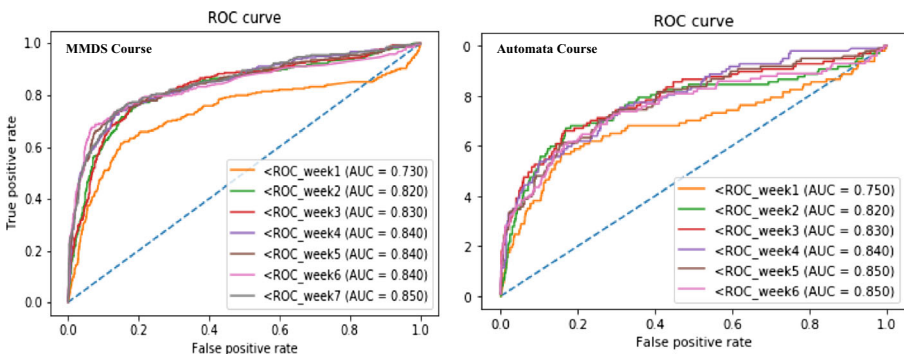 ROC curve
MMDS Course
1.0
0.8
0.6
0.4
0.2
0.0
True positive rate
<ROC_week1 (AUC = 0.730)
<ROC_week2 (AUC = 0.820)
<ROC_week3 (AUC = 0.830)
<ROC_week4 (AUC = 0.840)
<ROC_week5 (AUC = 0.840)
<ROC_week6 (AUC = 0.840)
<ROC_week7 (AUC = 0.850)
0.0 0.2 0.4 0.6 0.8 1.0
False positive rate
ROC curve
Automata Course
0
8
6
4
2
0
<ROC_week1 (AUC = 0.750)
<ROC_week2 (AUC = 0.820)
<ROC_week3 (AUC = 0.830)
<ROC_week4 (AUC = 0.840)
<ROC_week5 (AUC = 0.850)
<ROC_week6 (AUC = 0.850)
0.0 0.2 0.4 0.6 0.8 1.0
False positive rate